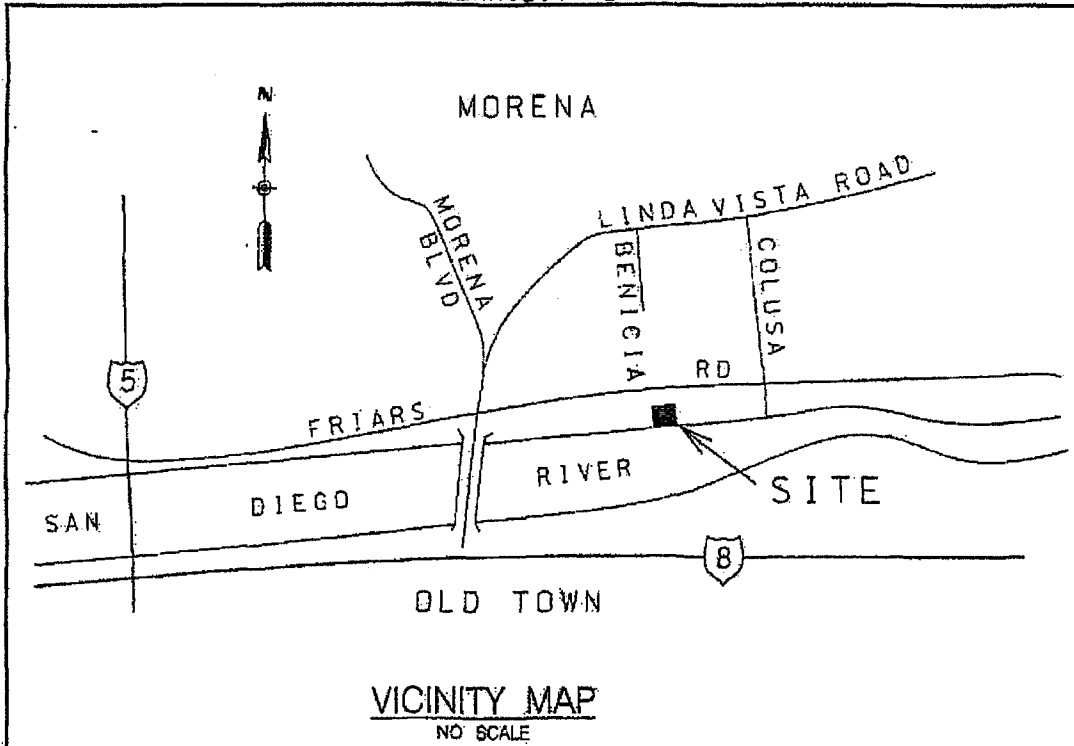 N
MORENA
LINDA VISTA ROAD
MORENA
BLVD
BENICIA
COLUSA
5
RD
FRIARS
RIVER
SITE
DIEGO
SAN
8
OLD TOWN
VICINITY MAP
NO SCALE